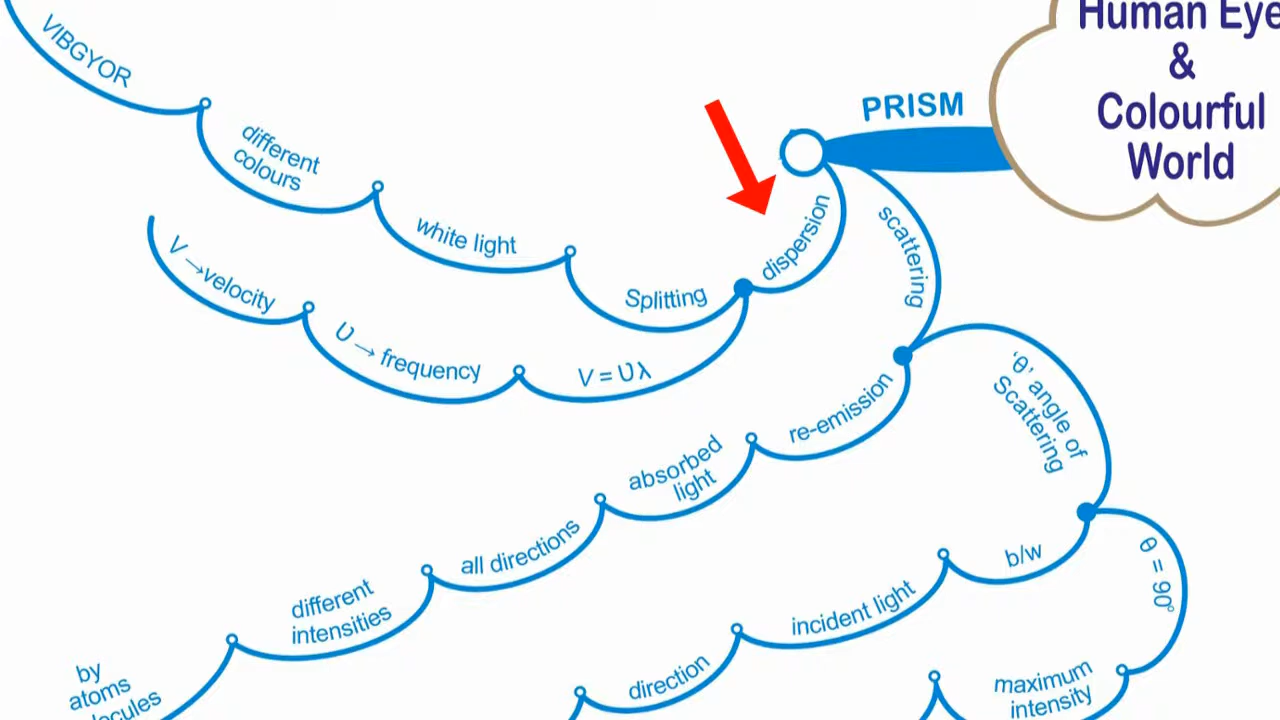 Human Eye
&
Colourful
World
PRISM
dispersion
Splitting
white light
different
colours
VIBGYOR
V = υλ
υ → frequency
V →velocity
scattering
re-emission
absorbed
light
all directions
different
intensities
by
atoms
'θ' angle of
Scattering
b/w
incident light
direction
θ = 90°
maximum
intensity